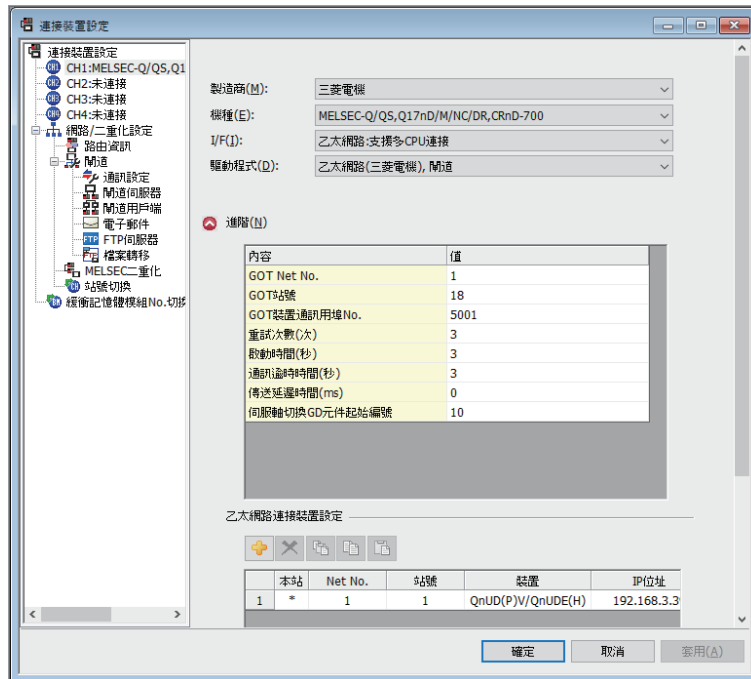 連接裝置設定
連接裝置設定
CH1:MELSEC-Q/QS,Q1
CH2:未連接
CH3:未連接
CH4:未連接
網路/二重化設定
路由資訊
閘道
通訊設定
閘道伺服器
閘道用戶端
電子郵件
FTP伺服器
檔案轉移
MELSEC二重化
站號切換
緩衝記憶體模組No.切換
製造商(M): 三菱電機
機種(E): MELSEC-Q/QS,Q17nD/M/NC/DR,CRnD-700
I/F(I): 乙太網路:支援多CPU連接
驅動程式(D): 乙太網路(三菱電機), 閘道
進階(N)
內容 值
GOT Net No. 1
GOT站號 18
GOT裝置通訊用埠No. 5001
重試次數(次) 3
啟動時間(秒) 3
通訊逾時時間(秒) 3
傳送延遲時間(ms) 0
伺服軸切換GD元件起始編號 10
乙太網路連接裝置設定
本站 Net No. 站號 裝置 IP位址
1 * 1 1 QnUD(P)V/QnUDE(H) 192.168.3.3
確定 取消 套用(A)